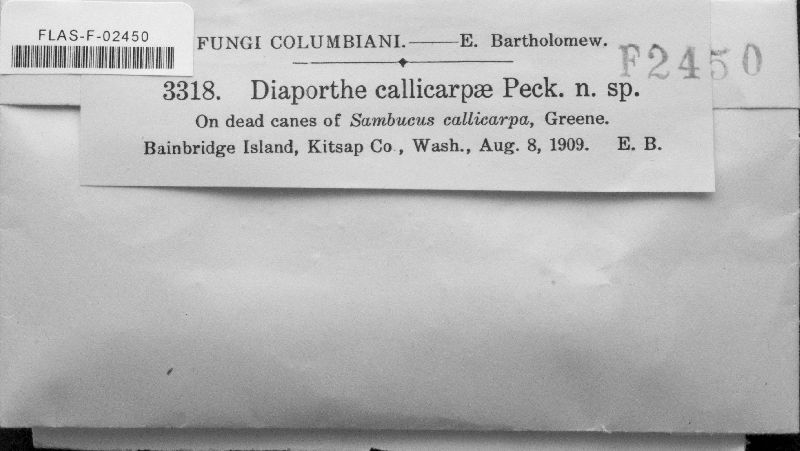 FLAS-F-02450
FUNGI COLUMBIANI.——E. Bartholomew.
F2450
3318. Diaporthe callicarpæ Peck. n. sp.
On dead canes of Sambucus callicarpa, Greene.
Bainbridge Island, Kitsap Co., Wash., Aug. 8, 1909. E. B.